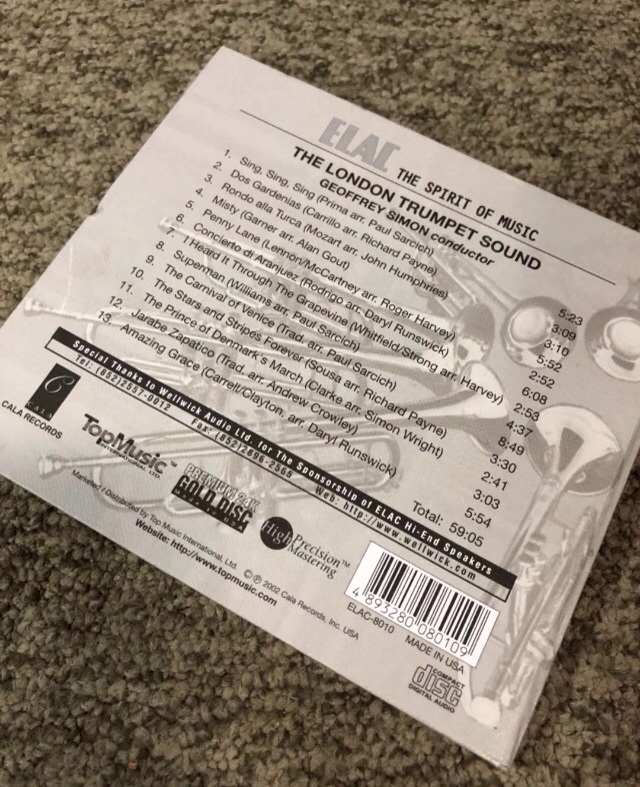 ELAC THE SPIRIT OF MUSIC
THE LONDON TRUMPET SOUND
GEOFFREY SIMON conductor
1. Sing, Sing, Sing (Prima arr. Paul Sarcich) 5:23
2. Dos Gardenias (Carrillo arr. Richard Payne) 3:09
3. Rondo alla Turca (Mozart arr. John Humphries) 3:10
4. Misty (Garner arr. Alan Gout) 5:52
5. Penny Lane (Lennon/McCartney arr. Roger Harvey) 2:52
6. Concierto di Aranjuez (Rodrigo arr. Daryl Runswick) 6:08
7. I Heard It Through The Grapevine (Whitfield/Strong arr. Harvey) 2:53
8. Superman (Williams arr. Paul Sarcich) 4:37
9. The Carnival of Venice (Trad. arr. Paul Sarcich) 8:49
10. The Stars and Stripes Forever (Sousa arr. Richard Payne) 3:30
11. The Prince of Denmark's March (Clarke arr. Simon Wright) 2:41
12. Jarabe Zapatico (Trad. arr. Andrew Crowley) 3:03
13. Amazing Grace (Carrell/Clayton, arr. Daryl Runswick) 5:54
Total: 59:05
Special Thanks to Wellwick Audio Ltd. for The Sponsorship of ELAC Hi-End Speakers
Tel: (852)2551-0012 Fax: (852)2696-2565 Web: http://www.wellwick.com
CALA
CALA RECORDS
TopMusic™
INTERNATIONAL LTD.
PREMIUM 24K
GOLD DISC
High Precision™
Mastering
Marketed / Distributed by Top Music International, Ltd. © ℗ 2002 Cala Records, Inc. USA
Website: http://www.topmusic.com
4 893280 080109
ELAC-8010 MADE IN USA
COMPACT
disc
DIGITAL AUDIO